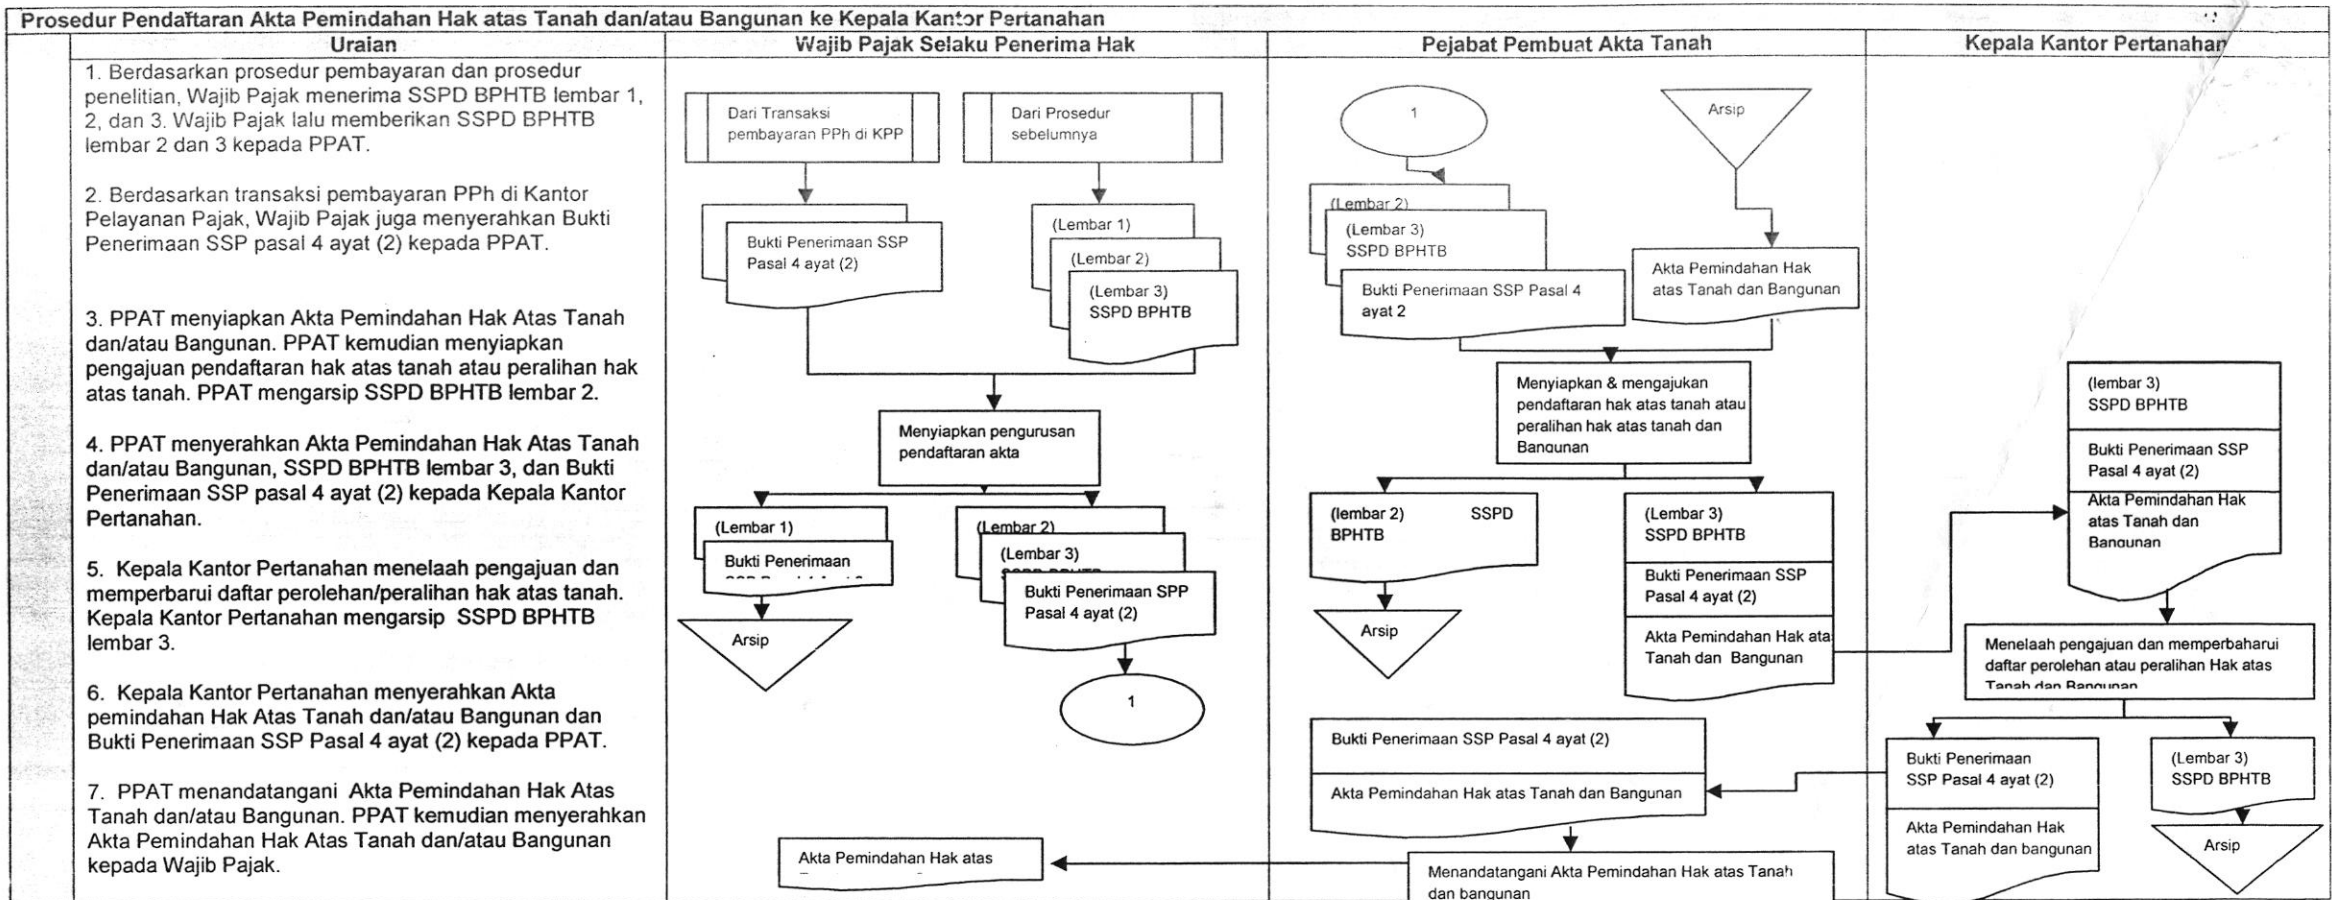 Prosedur Pendaftaran Akta Pemindahan Hak atas Tanah dan/atau Bangunan ke Kepala Kantor Pertanahan
Uraian
Wajib Pajak Selaku Penerima Hak
Pejabat Pembuat Akta Tanah
Kepala Kantor Pertanahan
1. Berdasarkan prosedur pembayaran dan prosedur
penelitian, Wajib Pajak menerima SSPD BPHTB lembar 1,
2, dan 3. Wajib Pajak lalu memberikan SSPD BPHTB
lembar 2 dan 3 kepada PPAT.
2. Berdasarkan transaksi pembayaran PPh di Kantor
Pelayanan Pajak, Wajib Pajak juga menyerahkan Bukti
Penerimaan SSP pasal 4 ayat (2) kepada PPAT.
3. PPAT menyiapkan Akta Pemindahan Hak Atas Tanah
dan/atau Bangunan. PPAT kemudian menyiapkan
pengajuan pendaftaran hak atas tanah atau peralihan hak
atas tanah. PPAT mengarsip SSPD BPHTB lembar 2.
4. PPAT menyerahkan Akta Pemindahan Hak Atas Tanah
dan/atau Bangunan, SSPD BPHTB lembar 3, dan Bukti
Penerimaan SSP pasal 4 ayat (2) kepada Kepala Kantor
Pertanahan.
5. Kepala Kantor Pertanahan menelaah pengajuan dan
memperbarui daftar perolehan/peralihan hak atas tanah.
Kepala Kantor Pertanahan mengarsip SSPD BPHTB
lembar 3.
6. Kepala Kantor Pertanahan menyerahkan Akta
pemindahan Hak Atas Tanah dan/atau Bangunan dan
Bukti Penerimaan SSP Pasal 4 ayat (2) kepada PPAT.
7. PPAT menandatangani Akta Pemindahan Hak Atas
Tanah dan/atau Bangunan. PPAT kemudian menyerahkan
Akta Pemindahan Hak Atas Tanah dan/atau Bangunan
kepada Wajib Pajak.
Dari Transaksi
pembayaran PPh di KPP
Dari Prosedur
sebelumnya
Bukti Penerimaan SSP
Pasal 4 ayat (2)
(Lembar 1)
(Lembar 2)
(Lembar 3)
SSPD BPHTB
Menyiapkan pengurusan
pendaftaran akta
(Lembar 1)
Bukti Penerimaan
Arsip
(Lembar 2)
(Lembar 3)
Bukti Penerimaan SPP
Pasal 4 ayat (2)
1
Akta Pemindahan Hak atas
1
Arsip
(Lembar 2)
(Lembar 3)
SSPD BPHTB
Bukti Penerimaan SSP Pasal 4
ayat 2
Akta Pemindahan Hak
atas Tanah dan Bangunan
Menyiapkan & mengajukan
pendaftaran hak atas tanah atau
peralihan hak atas tanah dan
Bangunan
(lembar 2) SSPD
BPHTB
Arsip
(Lembar 3)
SSPD BPHTB
Bukti Penerimaan SSP
Pasal 4 ayat (2)
Akta Pemindahan Hak ata
Tanah dan Bangunan
Bukti Penerimaan SSP Pasal 4 ayat (2)
Akta Pemindahan Hak atas Tanah dan Bangunan
Menandatangani Akta Pemindahan Hak atas Tanah
dan bangunan
(lembar 3)
SSPD BPHTB
Bukti Penerimaan SSP
Pasal 4 ayat (2)
Akta Pemindahan Hak
atas Tanah dan
Bangunan
Menelaah pengajuan dan memperbaharui
daftar perolehan atau peralihan Hak atas
Tanah dan Bangunan
Bukti Penerimaan
SSP Pasal 4 ayat (2)
Akta Pemindahan Hak
atas Tanah dan bangunan
(Lembar 3)
SSPD BPHTB
Arsip